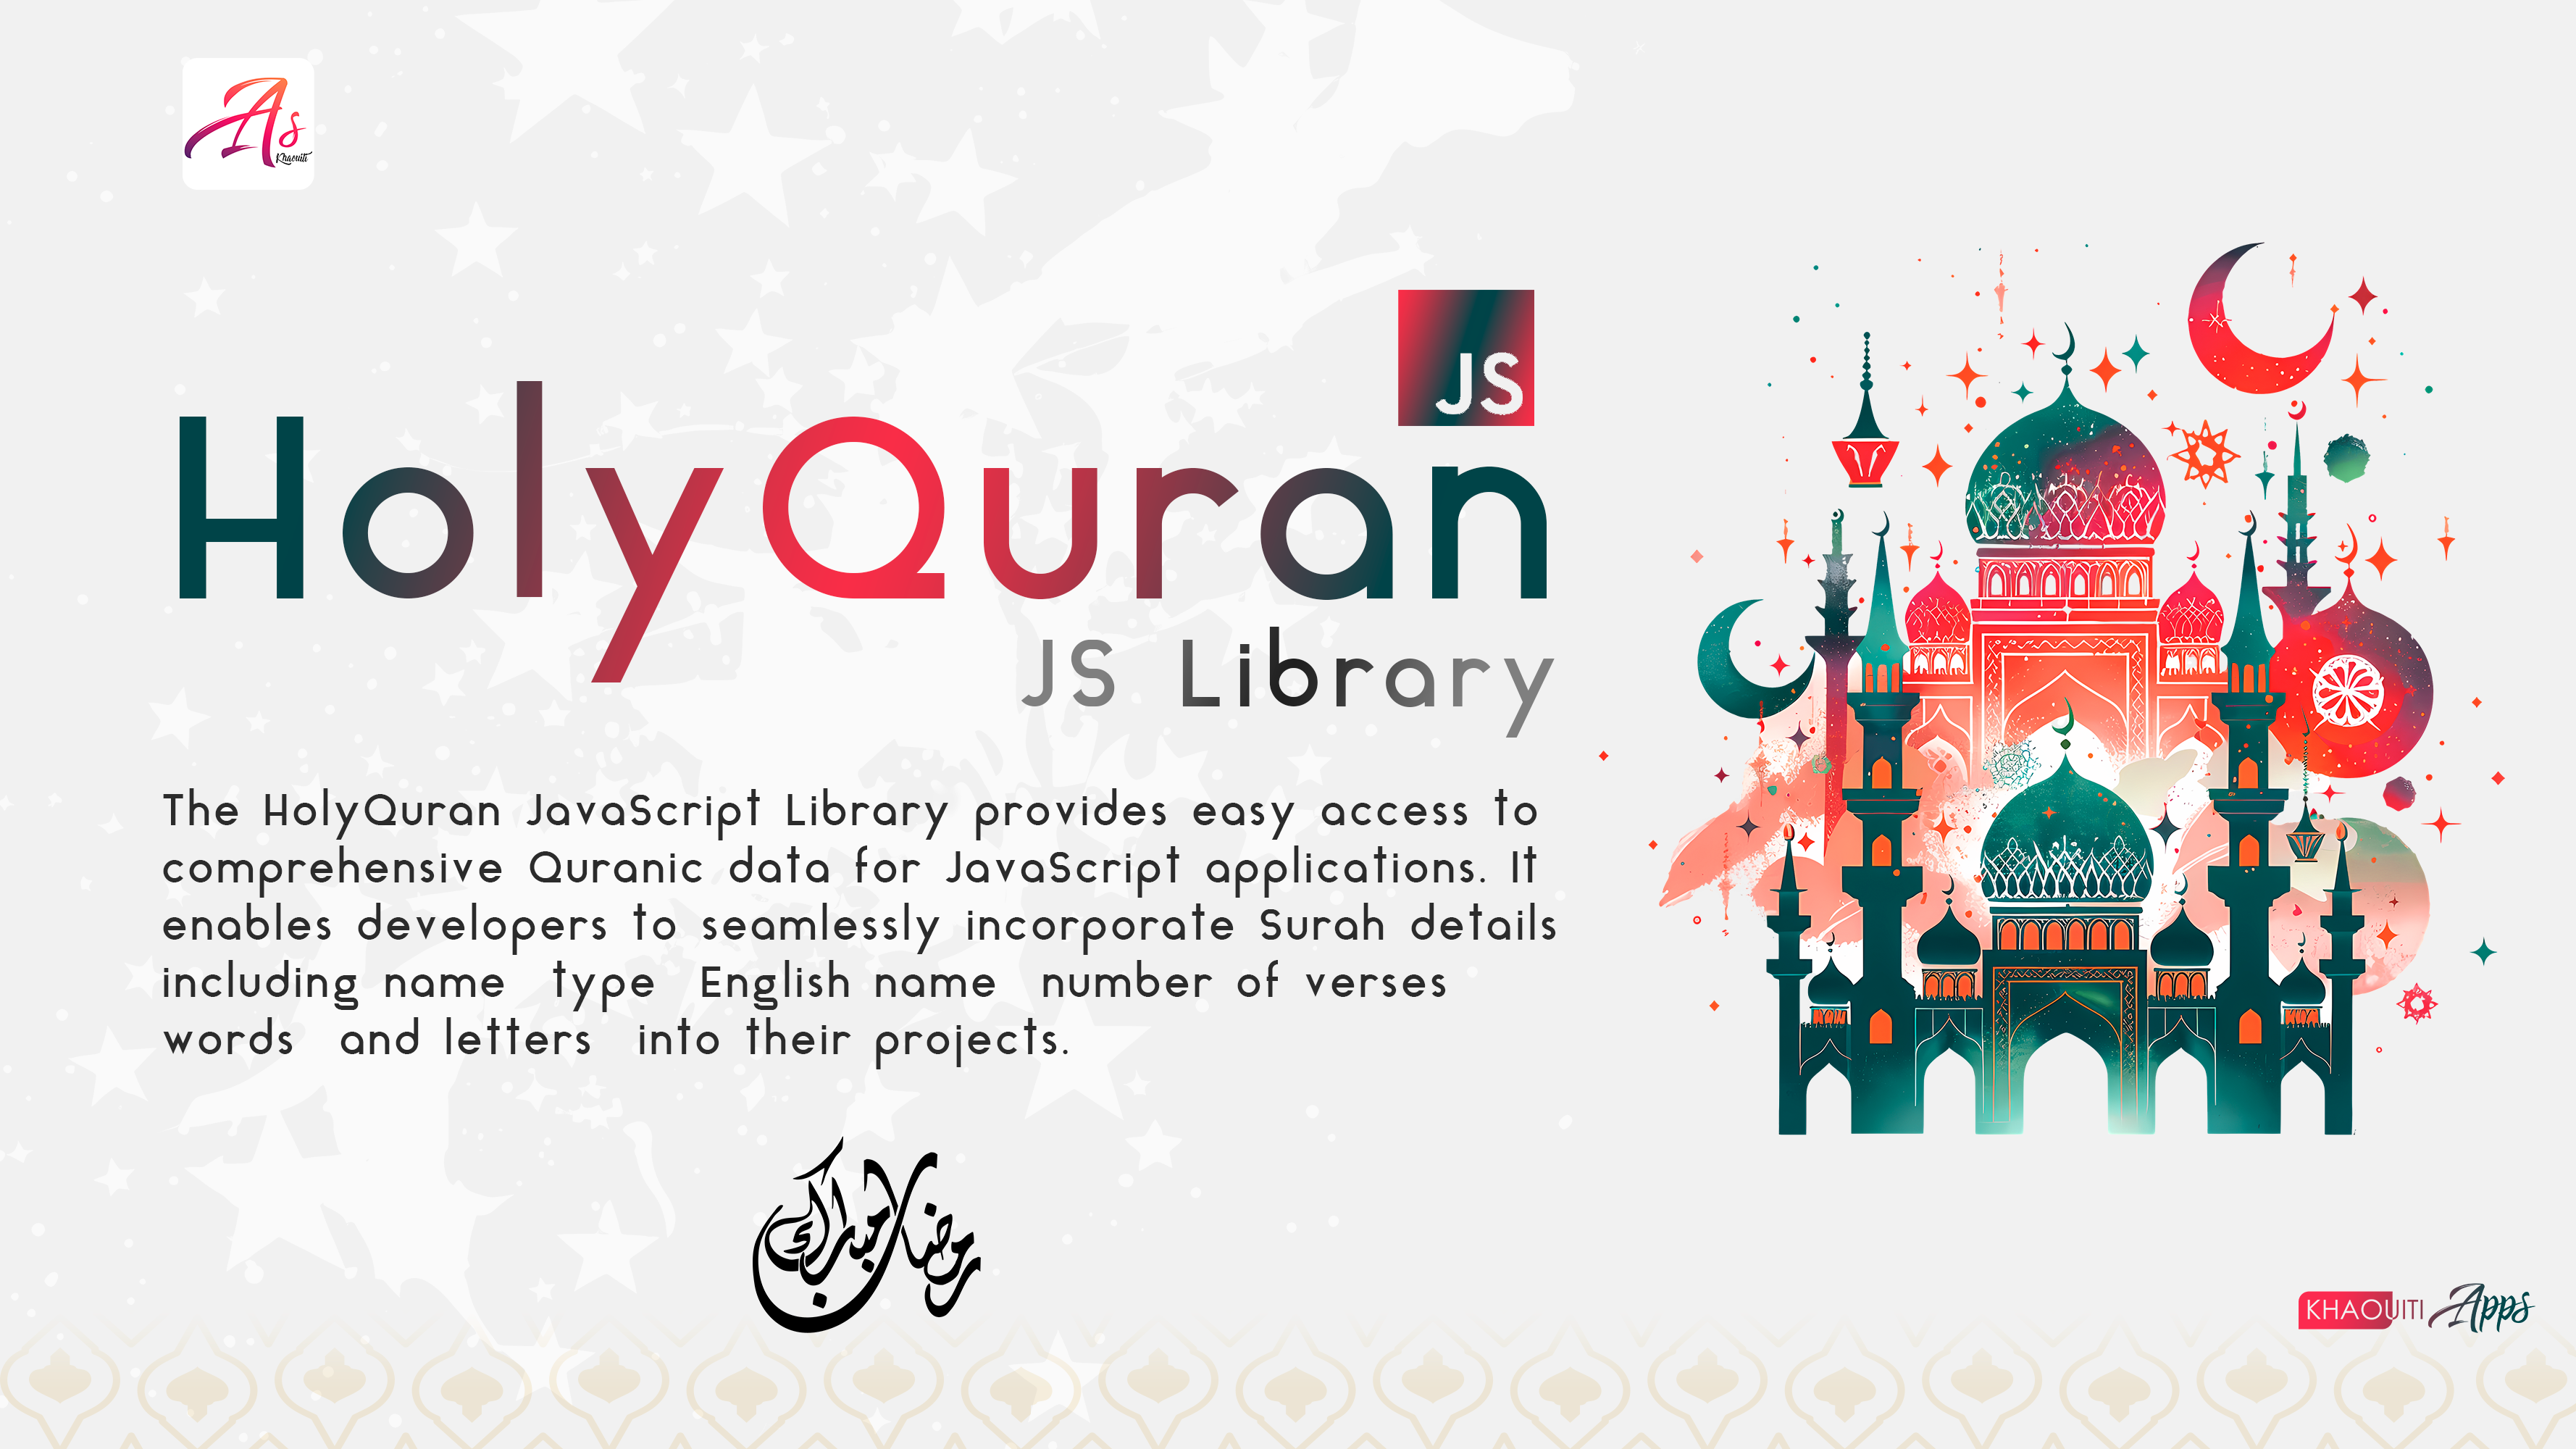 As
Khaouiti
JS
HolyQuran
JS Library
The HolyQuran JavaScript Library provides easy access to
comprehensive Quranic data for JavaScript applications. It
enables developers to seamlessly incorporate Surah details
including name type English name number of verses
words and letters into their projects.
رمضان مبارك
KHAOUITI Apps